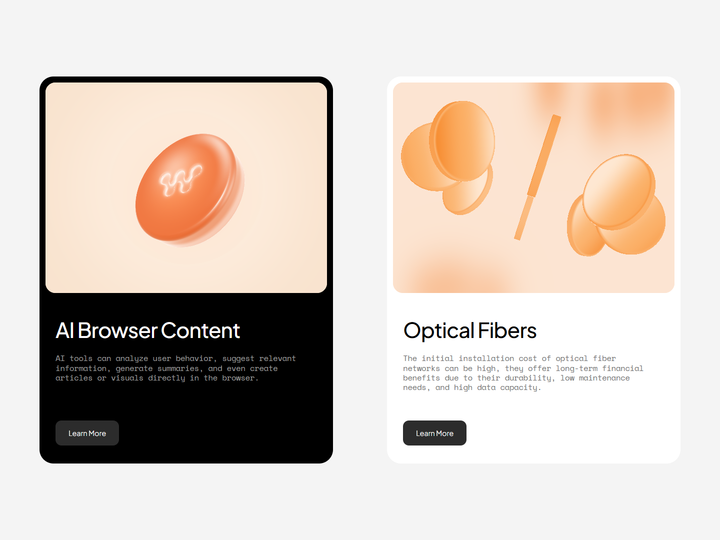 AI Browser Content
AI tools can analyze user behavior, suggest relevant
information, generate summaries, and even create
articles or visuals directly in the browser.
Learn More
Optical Fibers
The initial installation cost of optical fiber
networks can be high, they offer long-term financial
benefits due to their durability, low maintenance
needs, and high data capacity.
Learn More